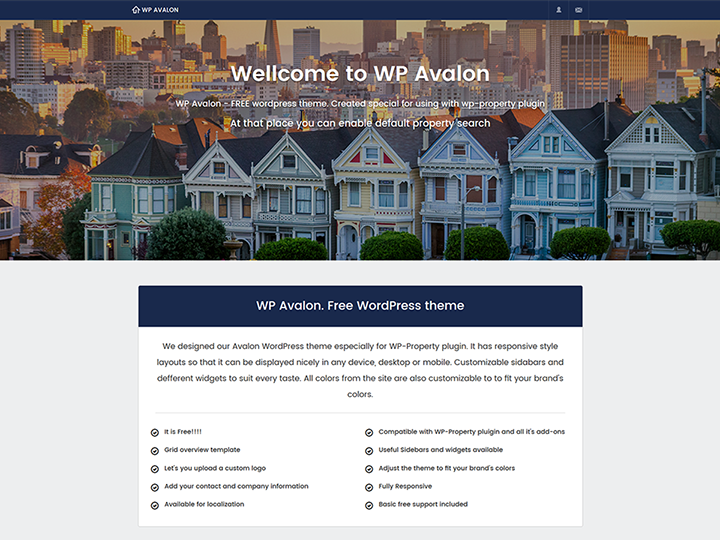 WP AVALON
Wellcome to WP Avalon
WP Avalon - FREE wordpress theme. Created special for using with wp-property plugin
At that place you can enable default property search
WP Avalon. Free WordPress theme
We designed our Avalon WordPress theme especially for WP-Property plugin. It has responsive style
layouts so that it can be displayed nicely in any device, desktop or mobile. Customizable sidabars and
defferent widgets to suit every taste. All colors from the site are also customizable to to fit your brand's
colors.
It is Free!!!!
Grid overview template
Let's you upload a custom logo
Add your contact and company information
Available for localization
Compatible with WP-Property pluigin and all it's add-ons
Useful Sidebars and widgets available
Adjust the theme to fit your brand's colors
Fully Responsive
Basic free support included